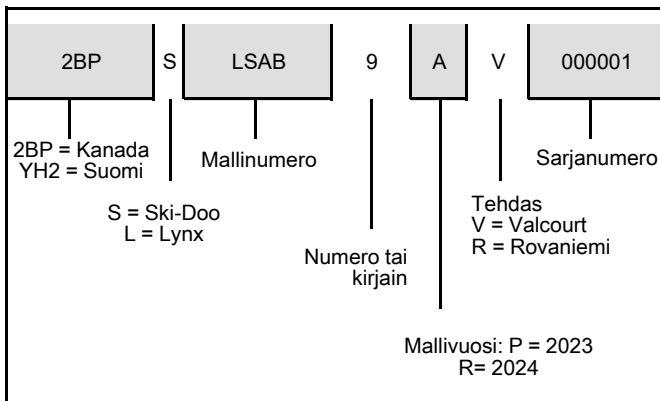 2BP S LSAB 9 A V 000001
2BP = Kanada
YH2 = Suomi
Mallinumero
Sarjanumero
S = Ski-Doo
L = Lynx
Tehdas
V = Valcourt
R = Rovaniemi
Numero tai
kirjain
Mallivuosi: P = 2023
R= 2024